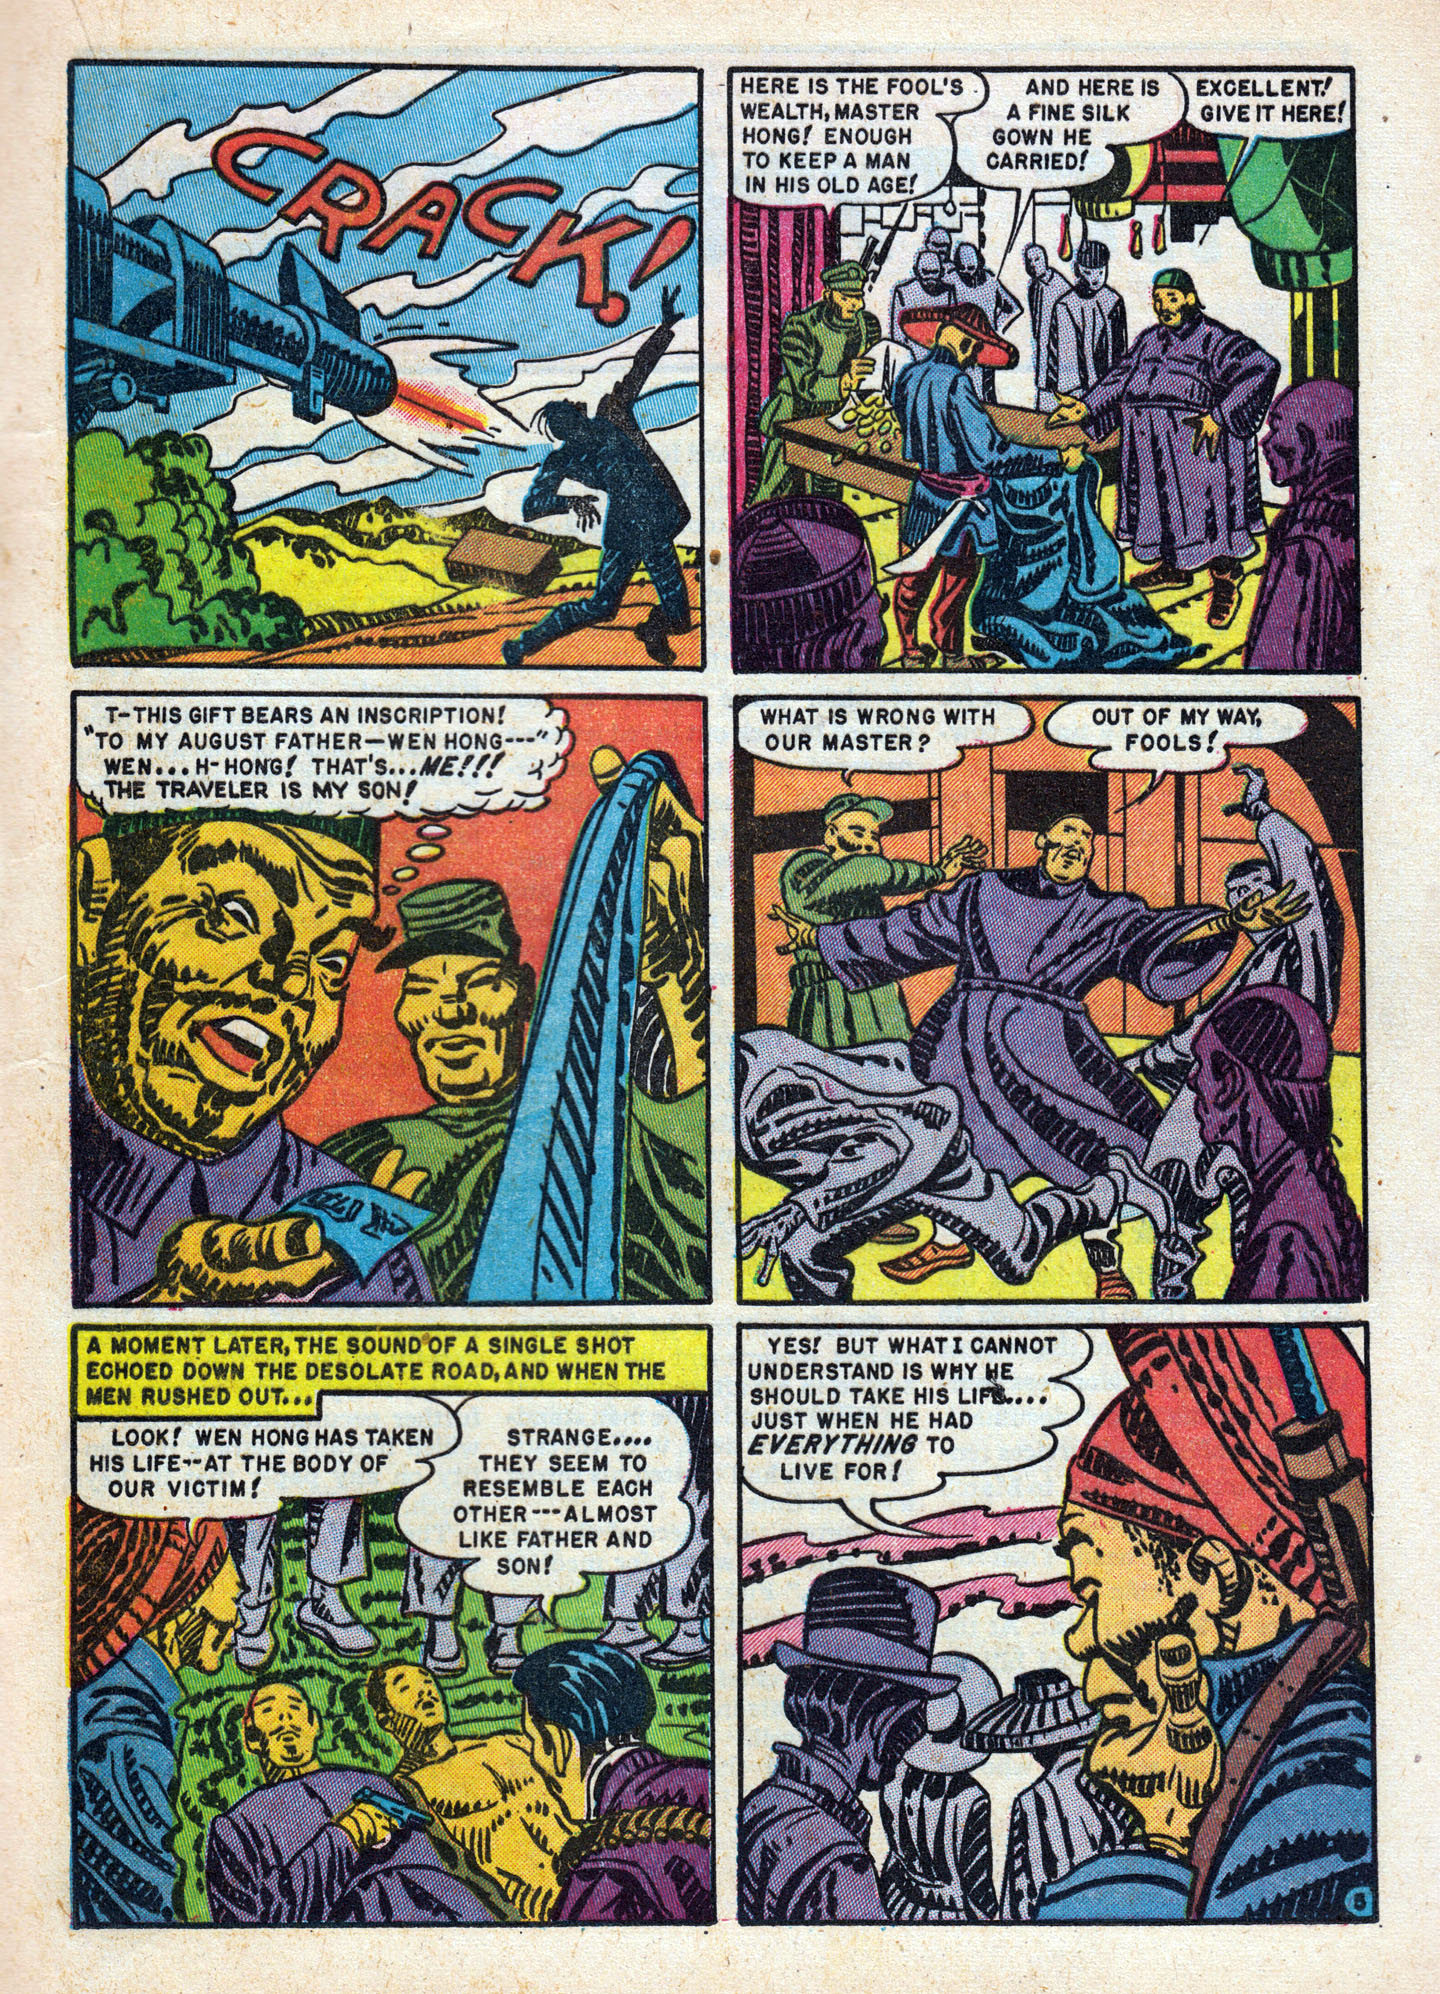 CRACK!
HERE IS THE FOOL'S
WEALTH, MASTER
HONG! ENOUGH
TO KEEP A MAN
IN HIS OLD AGE!
AND HERE IS
A FINE SILK
GOWN HE
CARRIED!
EXCELLENT!
GIVE IT HERE!
T-THIS GIFT BEARS AN INSCRIPTION!
"TO MY AUGUST FATHER—WEN HONG---"
WEN... H-HONG! THAT'S...ME!!!
THE TRAVELER IS MY SON!
WHAT IS WRONG WITH
OUR MASTER?
OUT OF MY WAY,
FOOLS!
A MOMENT LATER, THE SOUND OF A SINGLE SHOT
ECHOED DOWN THE DESOLATE ROAD, AND WHEN THE
MEN RUSHED OUT...
LOOK! WEN HONG HAS TAKEN
HIS LIFE--AT THE BODY OF
OUR VICTIM!
STRANGE....
THEY SEEM TO
RESEMBLE EACH
OTHER---ALMOST
LIKE FATHER AND
SON!
YES! BUT WHAT I CANNOT
UNDERSTAND IS WHY HE
SHOULD TAKE HIS LIFE....
JUST WHEN HE HAD
EVERYTHING TO
LIVE FOR!